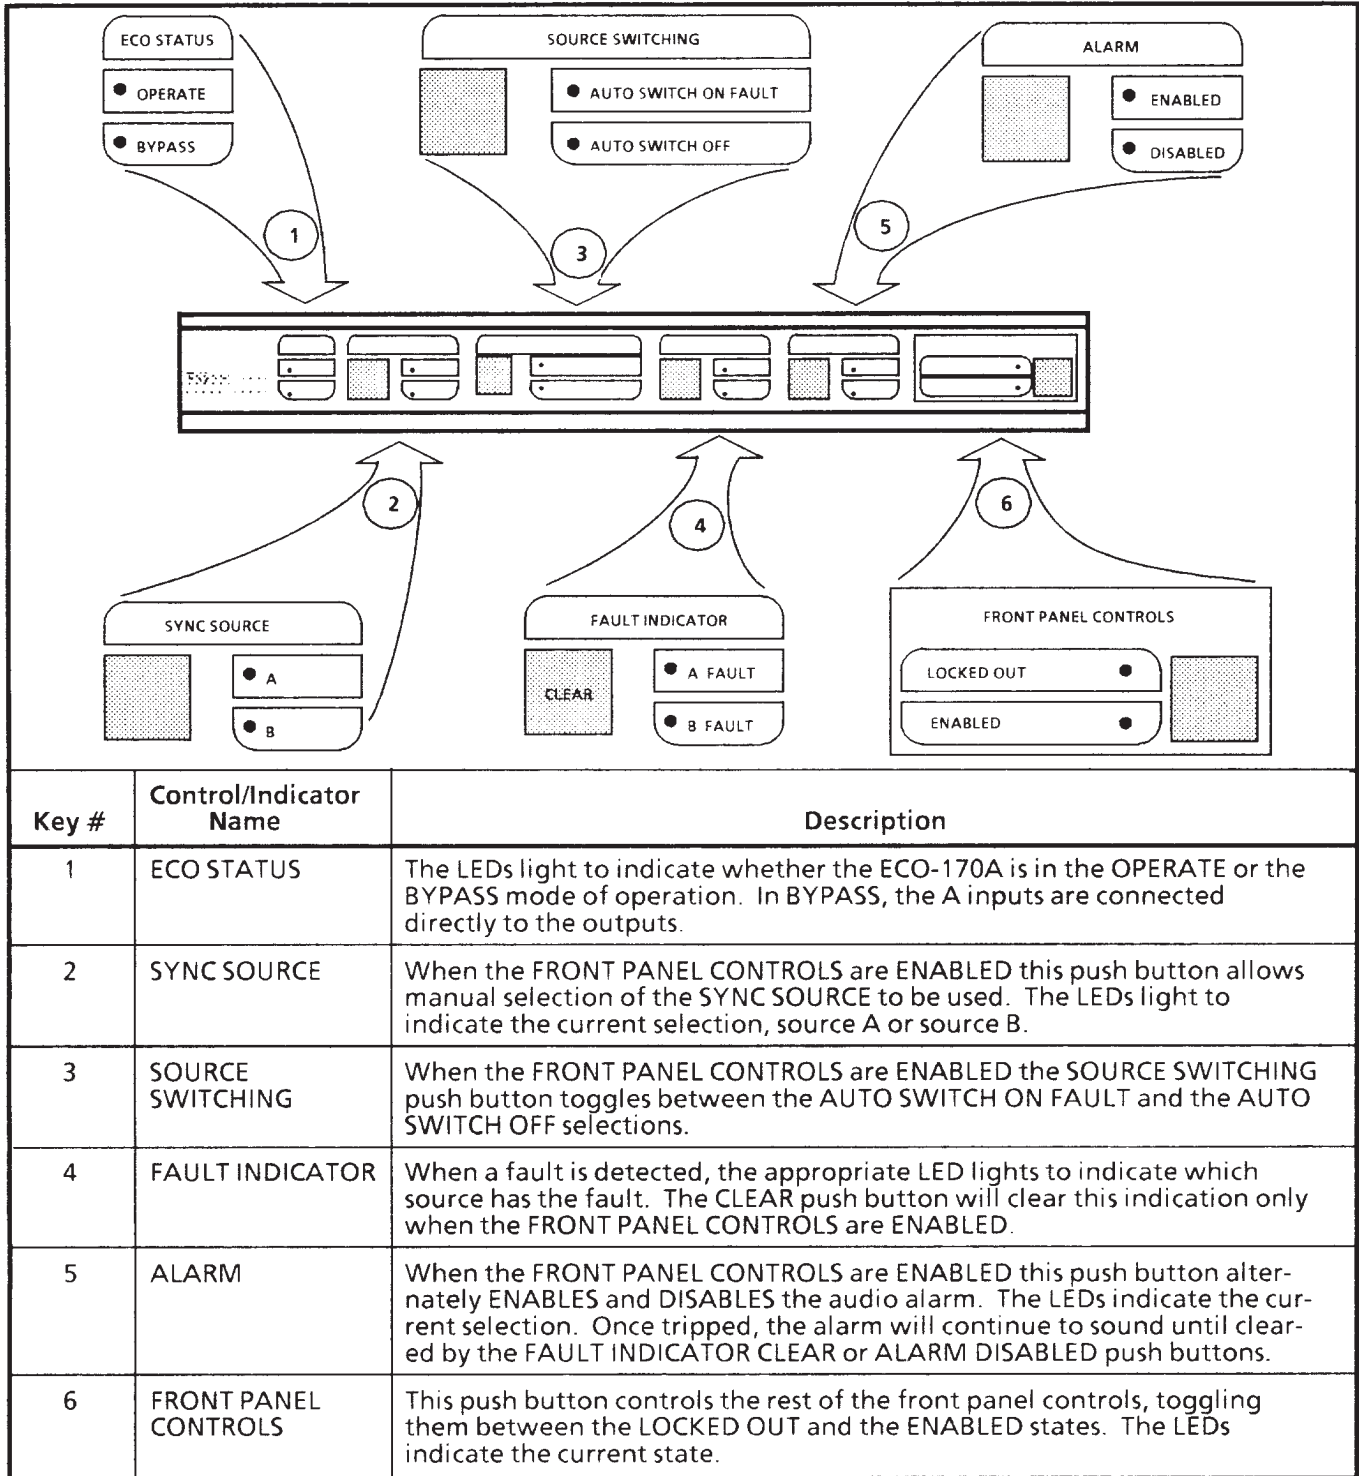 ECO STATUS
OPERATE
BYPASS
SOURCE SWITCHING
AUTO SWITCH ON FAULT
AUTO SWITCH OFF
ALARM
ENABLED
DISABLED
1
3
5
2
4
6
SYNC SOURCE
A
B
FAULT INDICATOR
CLEAR
A FAULT
B FAULT
FRONT PANEL CONTROLS
LOCKED OUT
ENABLED
Key #
Control/Indicator
Name
Description
1
ECO STATUS
The LEDs light to indicate whether the ECO-170A is in the OPERATE or the
BYPASS mode of operation. In BYPASS, the A inputs are connected
directly to the outputs.
2
SYNC SOURCE
When the FRONT PANEL CONTROLS are ENABLED this push button allows
manual selection of the SYNC SOURCE to be used. The LEDs light to
indicate the current selection, source A or source B.
3
SOURCE
SWITCHING
When the FRONT PANEL CONTROLS are ENABLED the SOURCE SWITCHING
push button toggles between the AUTO SWITCH ON FAULT and the AUTO
SWITCH OFF selections.
4
FAULT INDICATOR
When a fault is detected, the appropriate LED lights to indicate which
source has the fault. The CLEAR push button will clear this indication only
when the FRONT PANEL CONTROLS are ENABLED.
5
ALARM
When the FRONT PANEL CONTROLS are ENABLED this push button alter-
nately ENABLES and DISABLES the audio alarm. The LEDs indicate the cur-
rent selection. Once tripped, the alarm will continue to sound until clear-
ed by the FAULT INDICATOR CLEAR or ALARM DISABLED push buttons.
6
FRONT PANEL
CONTROLS
This push button controls the rest of the front panel controls, toggling
them between the LOCKED OUT and the ENABLED states. The LEDs
indicate the current state.